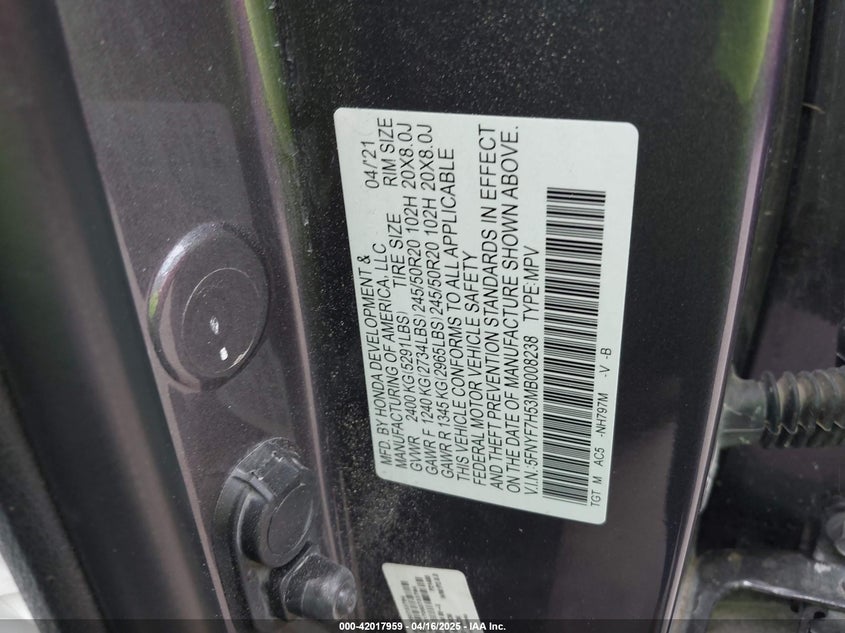 MFD. BY HONDA DEVELOPMENT & 04/'21
MANUFACTURING OF AMERICA, LLC TIRE SIZE RIM SIZE
GVWR 2400 KG(5291LBS)
GAWR F 1240 KG(2734LBS) 245/50R20 102H 20X8.0J
GAWR R 1345 KG(2965LBS) 245/50R20 102H 20X8.0J
THIS VEHICLE CONFORMS TO ALL APPLICABLE
FEDERAL MOTOR VEHICLE SAFETY
AND THEFT PREVENTION STANDARDS IN EFFECT
ON THE DATE OF MANUFACTURE SHOWN ABOVE.
V.I.N.:5FNYF7H53MB008238 TYPE:MPV
TGT M AC5 -NH797M -V -B
000-42017959 - 04/16/2025 - IAA Inc.